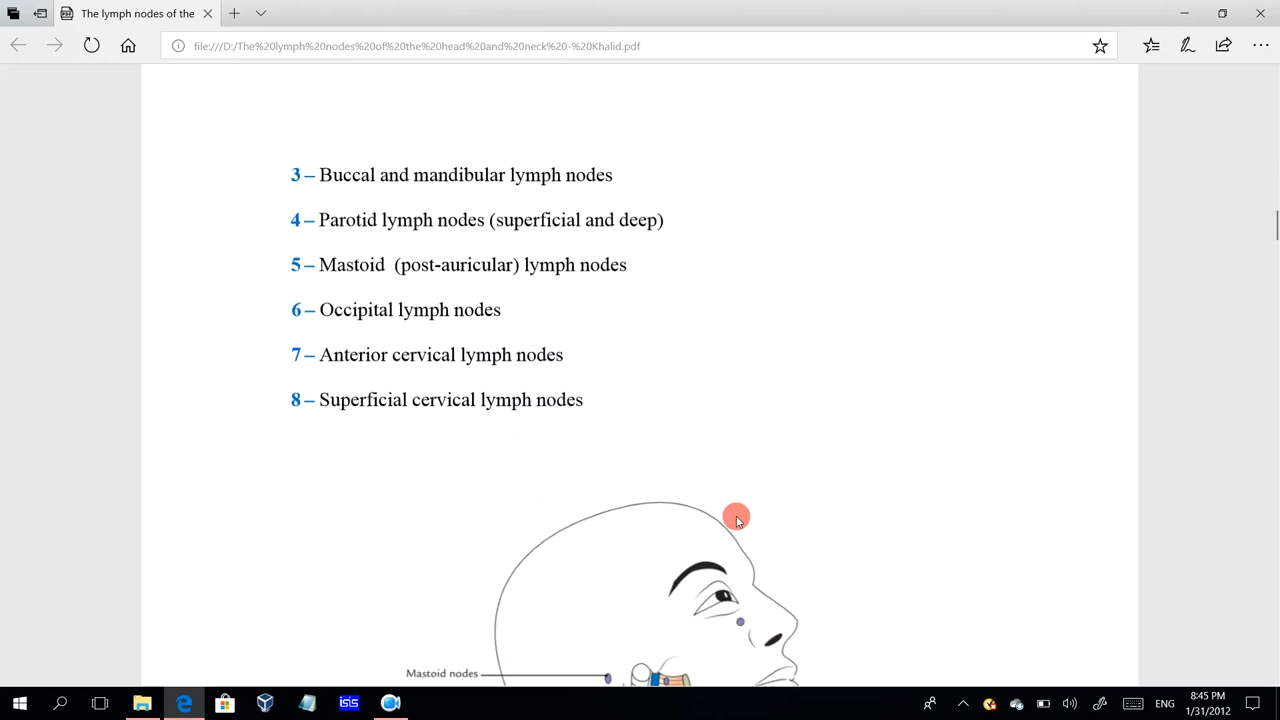 The lymph nodes of the
file:///D:/The%20lymph%20nodes%20of%20the%20head%20and%20neck%20-%20Khalid.pdf
3 – Buccal and mandibular lymph nodes
4 – Parotid lymph nodes (superficial and deep)
5 – Mastoid (post-auricular) lymph nodes
6 – Occipital lymph nodes
7 – Anterior cervical lymph nodes
8 – Superficial cervical lymph nodes
Mastoid nodes
isis
ENG
8:45 PM
1/31/2012